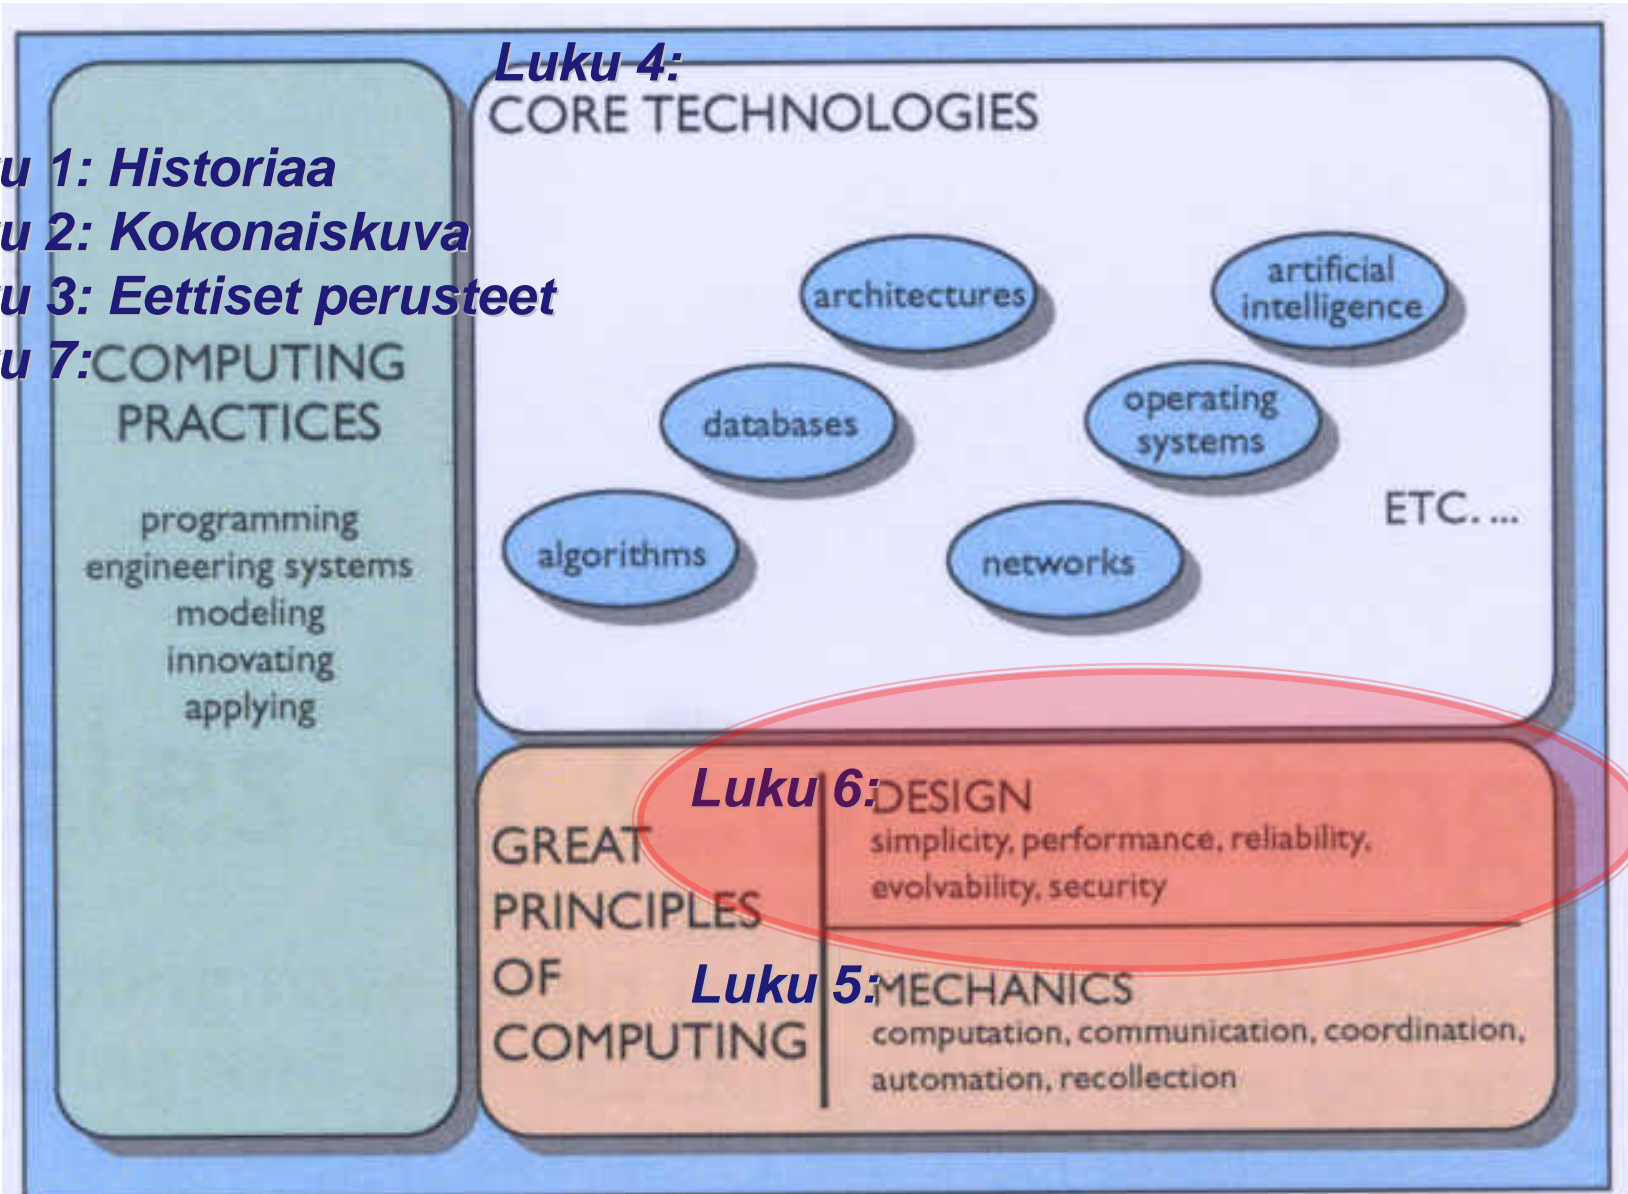 Luku 4:
CORE TECHNOLOGIES
u 1: Historiaa
u 2: Kokonaiskuva
u 3: Eettiset perusteet
u 7:COMPUTING
PRACTICES
programming
engineering systems
modeling
innovating
applying
architectures
artificial
intelligence
databases
operating
systems
ETC. ...
algorithms
networks
GREAT
PRINCIPLES
OF
COMPUTING
Luku 6:DESIGN
simplicity, performance, reliability,
evolvability, security
Luku 5:MECHANICS
computation, communication, coordination,
automation, recollection